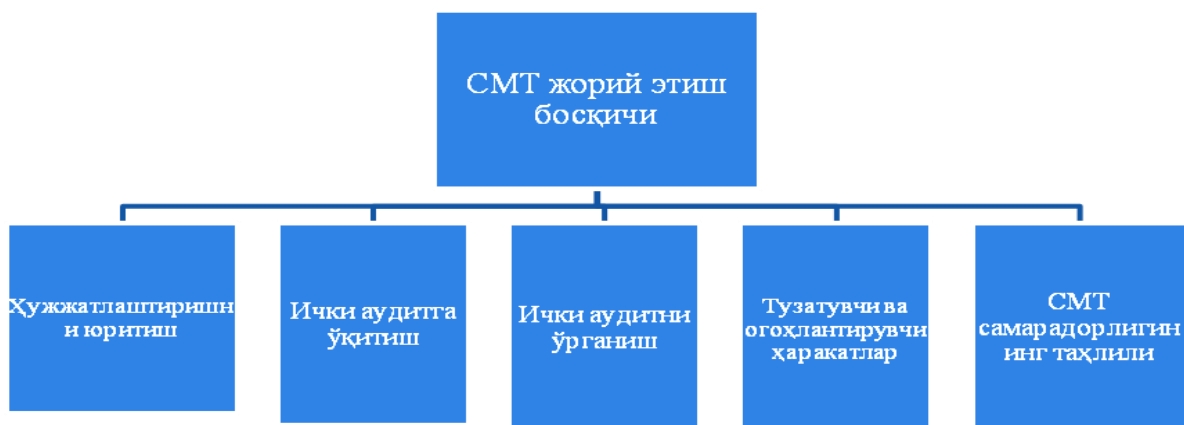 СМТ жорий этиш
босқичи
Ҳужжатлаштиришн
и юритиш
Ички аудитга
ўқитиш
Ички аудитни
ўрганиш
Тузатувчи ва
огоҳлантирувчи
ҳаракатлар
СМТ
самарадорлигин
инг таҳлили